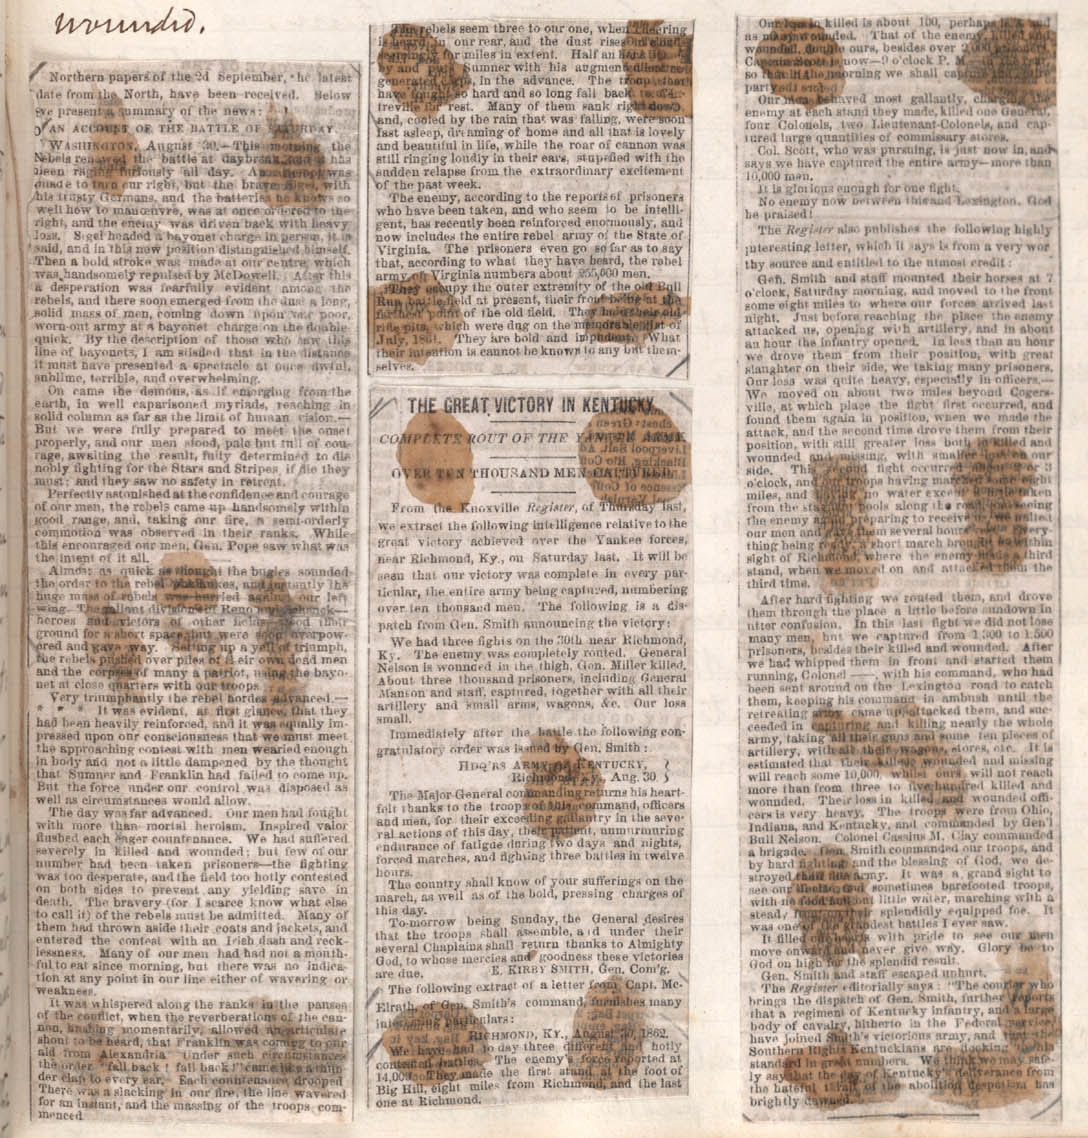 wounded.
Northern papers of the 2d September, the latest
date from the North, have been received. Below
we present a summary of the news:
AN ACCOUNT OF THE BATTLE OF SATURDAY.
WASHINGTON, August 30.—This morning the
Rebels renewed the battle at daybreak, and it has
been raging furiously all day. An attempt was
made to turn our right, but the brave Sigel, with
his trusty Germans, and the batteries he knows so
well how to manœuvre, was at once ordered to the
right, and the enemy was driven back with heavy
loss. Sigel headed a bayonet charge in person, it is
said, and in this new position distinguished himself.
Then a bold stroke was made at our centre, which
was handsomely repulsed by McDowell. After this
a desperation was fearfully evident among the
rebels, and there soon emerged from the dust a long,
solid mass of men, coming down upon our poor,
worn-out army at a bayonet charge on the double-
quick. By the description of those who saw this
line of bayonets, I am satisfied that in the distance
it must have presented a spectacle at once awful,
sublime, terrible, and overwhelming.
On came the demons, as if emerging from the
earth, in well caparisoned myriads, reaching in
solid column as far as the limit of human vision.
But we were fully prepared to meet the onset
properly, and our men stood, pale but full of cou-
rage, awaiting the result, fully determined to die
nobly fighting for the Stars and Stripes, if die they
must: and they saw no safety in retreat.
Perfectly astonished at the confidence and courage
of our men, the rebels came up handsomely within
good range, and, taking our fire, a semi-orderly
commotion was observed in their ranks. While
this encouraged our men, Gen. Pope saw what was
the intent of it all.
Almost as quick as though the bugles sounded
the order to the rebel phalanxes, and instantly the
huge mass of rebels was hurled against our left
wing. The gallant divisions of Reno and Schenck—
heroes and victors of other fields—stood their
ground for a short space, but were soon overpow-
ered and gave way. Setting up a yell of triumph,
the rebels pushed over piles of their own dead men
and the corpses of many a patriot, using the bayo-
net at close quarters with our troops.
Very triumphantly the rebel hordes advanced.—
* * * It was evident, at first glance, that they
had been heavily reinforced, and it was equally im-
pressed upon our consciousness that we must meet
the approaching contest with men wearied enough
in body and not a little dampened by the thought
that Sumner and Franklin had failed to come up.
But the force under our control was disposed as
well as circumstances would allow.
The day was far advanced. Our men had fought
with more than mortal heroism. Inspired valor
flushed each eager countenance. We had suffered
severely in killed and wounded: but few of our
number had been taken prisoners—the fighting
was too desperate, and the field too hotly contested
on both sides to prevent any yielding save in
death. The bravery (for I scarce know what else
to call it) of the rebels must be admitted. Many of
them had thrown aside their coats and jackets, and
entered the contest with an Irish dash and reck-
lessness. Many of our men had had not a mouth-
ful to eat since morning, but there was no indica-
tion at any point in our line either of wavering or
weakness.
It was whispered along the ranks in the pauses
of the conflict, when the reverberations of the can-
non, ceasing momentarily, allowed an articulate
shout to be heard, that Franklin was coming to our
aid from Alexandria. Under such circumstances
the order "fall back! fall back!" came like a thun-
der clap to every ear. Each countenance drooped
There was a slacking in our fire, the line wavered
for an instant, and the massing of the troops com-
menced
The rebels seem three to our one, when cheering
is heard in our rear, and the dust rises in
for miles in extent. Half an hour
by and Sumner with his augmented
generated corps, in the advance. The troops that
have fought so hard and so long fall back to Cen-
treville for rest. Many of them sank right down,
and, cooled by the rain that was falling, were soon
fast asleep, dreaming of home and all that is lovely
and beautiful in life, while the roar of cannon was
still ringing loudly in their ears, stupefied with the
sudden relapse from the extraordinary excitement
of the past week.
The enemy, according to the reports of prisoners
who have been taken, and who seem to be intelli-
gent, has recently been reinforced enormously, and
now includes the entire rebel army of the State of
Virginia. The prisoners even go so far as to say
that, according to what they have heard, the rebel
army of Virginia numbers about 255,000 men.
They occupy the outer extremity of the old Bull
Run battle field at present, their front being at the
farthest point of the old field. They hold their old
rifle pits, which were dug on the memorable 21st of
July, 1861. They are bold and impudent. What
their intention is cannot be known to any but them-
selves.
THE GREAT VICTORY IN KENTUCKY.
COMPLETE ROUT OF THE YANKEE ARMY.
OVER TEN THOUSAND MEN CAPTURED.
From the Knoxville Register, of Thursday last,
we extract the following intelligence relative to the
great victory achieved over the Yankee forces,
near Richmond, Ky., on Saturday last. It will be
seen that our victory was complete in every par-
ticular, the entire army being captured, numbering
over ten thousand men. The following is a dis-
patch from Gen. Smith announcing the victory:
We had three fights on the 30th near Richmond,
Ky. The enemy was completely routed. General
Nelson is wounded in the thigh, Gen. Miller killed.
About three thousand prisoners, including General
Manson and staff, captured, together with all their
artillery and small arms, wagons, &c. Our loss
small.
Immediately after the battle the following con-
gratulatory order was issued by Gen. Smith:
HDQ'RS ARMY OF KENTUCKY, }
Richmond, Ky., Aug. 30 }
The Major-General commanding returns his heart-
felt thanks to the troops of his command, officers
and men, for their exceeding gallantry in the seve-
ral actions of this day, their patient, unmurmuring
endurance of fatigue during two days and nights,
forced marches, and fighting three battles in twelve
hours.
The country shall know of your sufferings on the
march, as well as of the bold, pressing charges of
this day.
To-morrow being Sunday, the General desires
that the troops shall assemble, and under their
several Chaplains shall return thanks to Almighty
God, to whose mercies and goodness these victories
are due. E. KIRBY SMITH, Gen. Com'g.
The following extract of a letter from Capt. Mc-
Elrath, of Gen. Smith's command, furnishes many
interesting particulars:
RICHMOND, KY., August 30, 1862.
We have had to day three different and hotly
contested battles. The enemy's force reported at
14,000. They made the first stand at the foot of
Big Hill, eight miles from Richmond, and the last
one at Richmond.
Our loss in killed is about 100, perhaps and
as many wounded. That of the enemy, killed and
wounded, double ours, besides over 2,000 prisoners.
Captain Scott is now—9 o'clock P. M.
so that in the morning we shall
party
Our men behaved most gallantly, charging the
enemy at each stand they made, killed one General,
four Colonels, two Lieutenant-Colonels, and cap-
tured large quantities of commissary stores.
Col. Scott, who was pursuing, is just now in, and
says we have captured the entire army—more than
10,000 men.
It is glorious enough for one fight.
No enemy now between this and Lexington. God
be praised!
The Register also publishes the following highly
interesting letter, which it says is from a very wor
thy source and entitled to the utmost credit:
Gen. Smith and staff mounted their horses at 7
o'clock, Saturday morning, and moved to the front
some eight miles to where our forces arrived last
night. Just before reaching the place the enemy
attacked us, opening with artillery, and in about
an hour the infantry opened. In less than an hour
we drove them from their position, with great
slaughter on their side, we taking many prisoners.
Our loss was quite heavy, especially in officers.—
We moved on about two miles beyond Cogers-
ville, at which place the fight first occurred, and
found them again in position, when we made the
attack, and the second time drove them from their
position, with still greater loss both in killed and
wounded and missing, with smaller loss on our
side. This second fight occurred about 2 or 3
o'clock, and our troops having marched some eight
miles, and no water except that taken
from the stagnant pools along the road,
the enemy preparing to receive us, we rested
our men and gave them several hours' rest. Every-
thing being ready, a short march brought us within
sight of Richmond, where the enemy made a third
stand, when we moved on and attacked them the
third time.
After hard fighting we routed them, and drove
them through the place a little before sundown in
utter confusion. In this last fight we did not lose
many men, but we captured from 1,300 to 1,500
prisoners, besides their killed and wounded. After
we had whipped them in front and started them
running, Colonel ——, with his command, who had
been sent around on the Lexington road to catch
them, keeping his command in ambush until the
retreating army came up, attacked them, and suc-
ceeded in capturing and killing nearly the whole
army, taking all their guns and some ten pieces of
artillery, with all their wagons, stores, etc. It is
estimated that their killed, wounded and missing
will reach some 10,000, whilst ours will not reach
more than from three to five hundred killed and
wounded. Their loss in killed and wounded offi-
cers is very heavy. The troops were from Ohio,
Indiana, and Kentucky, and commanded by Gen'l
Bull Nelson. Colonel Cassius M. Clay commanded
a brigade. Gen. Smith commanded our troops, and
by hard fighting and the blessing of God, we de-
stroyed their fine army. It was a grand sight to
see our sometimes barefooted troops,
with no food but little water, marching with a
steady their splendidly equipped foe. It
was one of the grandest battles I ever saw.
It filled our hearts with pride to see our men
move onward never give way. Glory be to
God on high for the splendid result.
Gen. Smith and staff escaped unhurt.
The Register editorially says: "The courier who
brings the dispatch of Gen. Smith, further reports
that a regiment of Kentucky infantry, and a large
body of cavalry, hitherto in the Federal service
have joined Smith's victorious army, and that the
Southern Rights Kentuckians are flocking to his
standard in great numbers. We think we may safe-
ly say that the day of Kentucky's deliverance from
the hateful thrall of the abolition despotism has
brightly dawned."